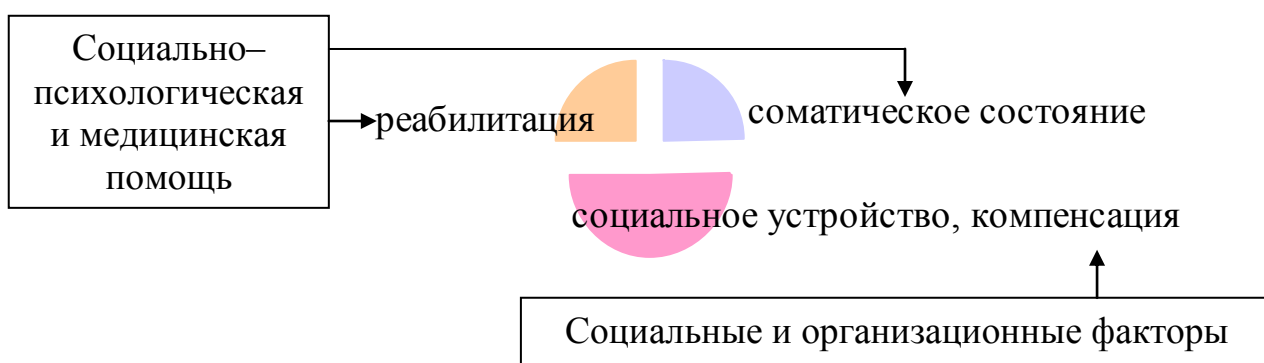 Социально–
психологическая
и медицинская
помощь
реабилитация
соматическое состояние
социальное устройство, компенсация
Социальные и организационные факторы